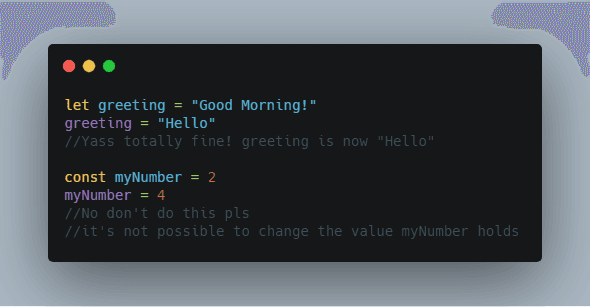 let greeting = "Good Morning!"
greeting = "Hello"
//Yass totally fine! greeting is now "Hello"
const myNumber = 2
myNumber = 4
//No don't do this pls
//it's not possible to change the value myNumber holds